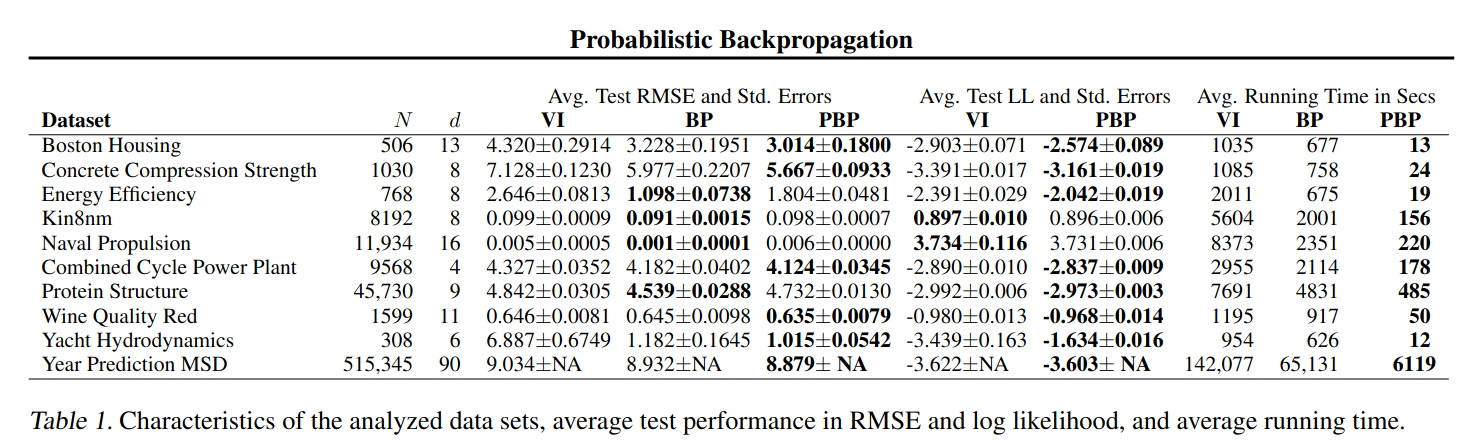 Probabilistic Backpropagation
Avg. Test RMSE and Std. Errors Avg. Test LL and Std. Errors Avg. Running Time in Secs
Dataset N d VI BP PBP VI PBP VI BP PBP
Boston Housing 506 13 4.320±0.2914 3.228±0.1951 3.014±0.1800 -2.903±0.071 -2.574±0.089 1035 677 13
Concrete Compression Strength 1030 8 7.128±0.1230 5.977±0.2207 5.667±0.0933 -3.391±0.017 -3.161±0.019 1085 758 24
Energy Efficiency 768 8 2.646±0.0813 1.098±0.0738 1.804±0.0481 -2.391±0.029 -2.042±0.019 2011 675 19
Kin8nm 8192 8 0.099±0.0009 0.091±0.0015 0.098±0.0007 0.897±0.010 0.896±0.006 5604 2001 156
Naval Propulsion 11,934 16 0.005±0.0005 0.001±0.0001 0.006±0.0000 3.734±0.116 3.731±0.006 8373 2351 220
Combined Cycle Power Plant 9568 4 4.327±0.0352 4.182±0.0402 4.124±0.0345 -2.890±0.010 -2.837±0.009 2955 2114 178
Protein Structure 45,730 9 4.842±0.0305 4.539±0.0288 4.732±0.0130 -2.992±0.006 -2.973±0.003 7691 4831 485
Wine Quality Red 1599 11 0.646±0.0081 0.645±0.0098 0.635±0.0079 -0.980±0.013 -0.968±0.014 1195 917 50
Yacht Hydrodynamics 308 6 6.887±0.6749 1.182±0.1645 1.015±0.0542 -3.439±0.163 -1.634±0.016 954 626 12
Year Prediction MSD 515,345 90 9.034±NA 8.932±NA 8.879± NA -3.622±NA -3.603± NA 142,077 65,131 6119
Table 1. Characteristics of the analyzed data sets, average test performance in RMSE and log likelihood, and average running time.